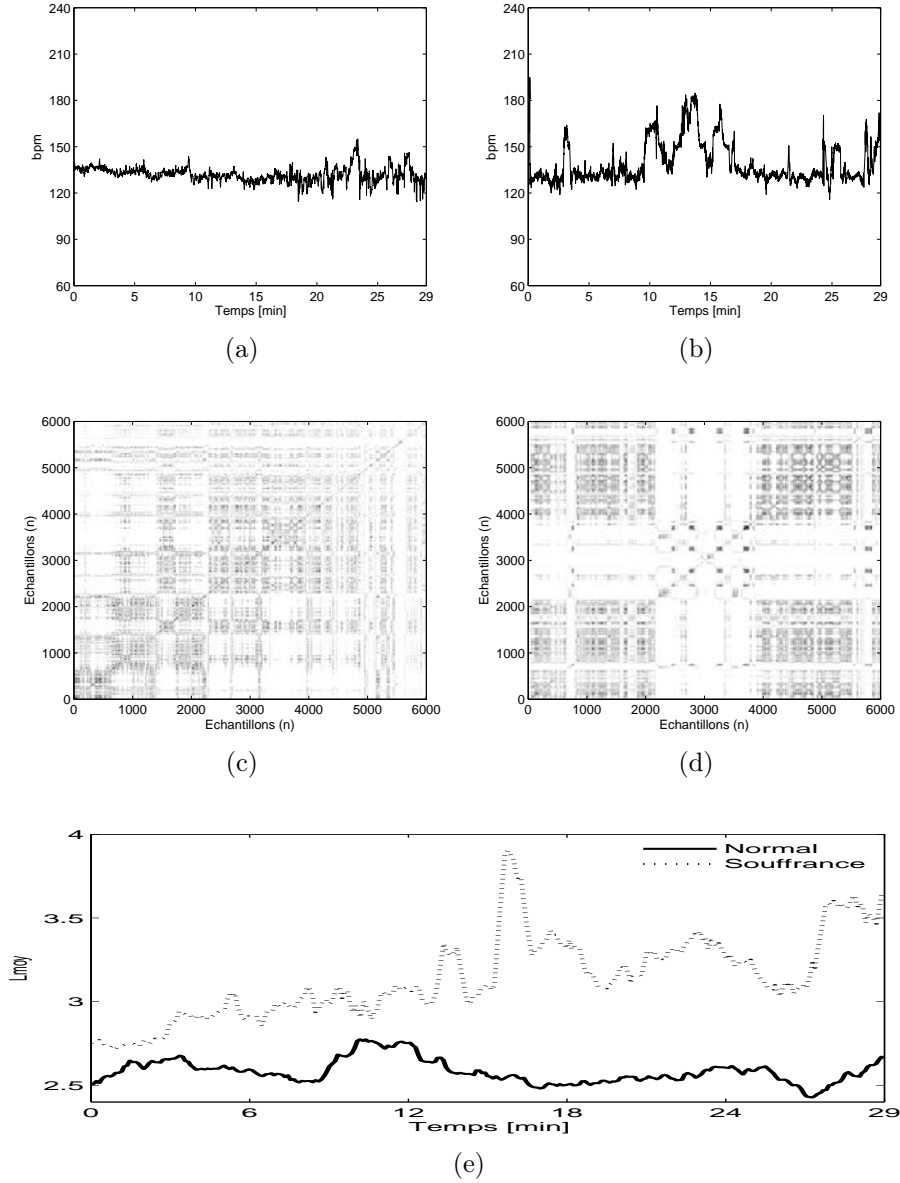 240
210
180
150
120
90
60
bpm
0 5 10 15 20 25 29
Temps [min]
(a)
240
210
180
150
120
90
60
bpm
0 5 10 15 20 25 29
Temps [min]
(b)
6000
5000
4000
3000
2000
1000
0
Echantillons (n)
0 1000 2000 3000 4000 5000 6000
Echantillons (n)
(c)
6000
5000
4000
3000
2000
1000
0
Echantillons (n)
0 1000 2000 3000 4000 5000 6000
Echantillons (n)
(d)
4
3.5
3
2.5
Lmoy
Normal
Souffrance
0 6 12 18 24 29
Temps [min]
(e)